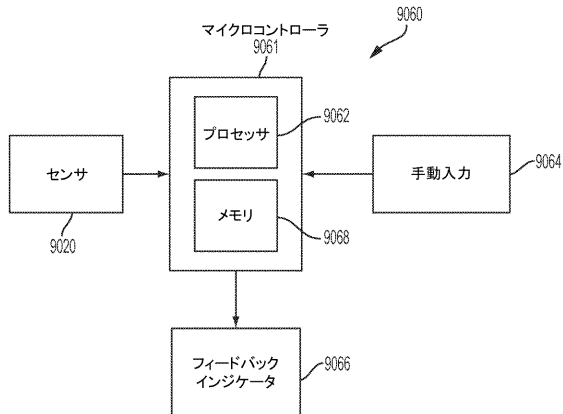 マイクロコントローラ
9061
9060
プロセッサ
9062
センサ
手動入力
9064
メモリ
9068
9020
フィードバック
インジケータ
9066